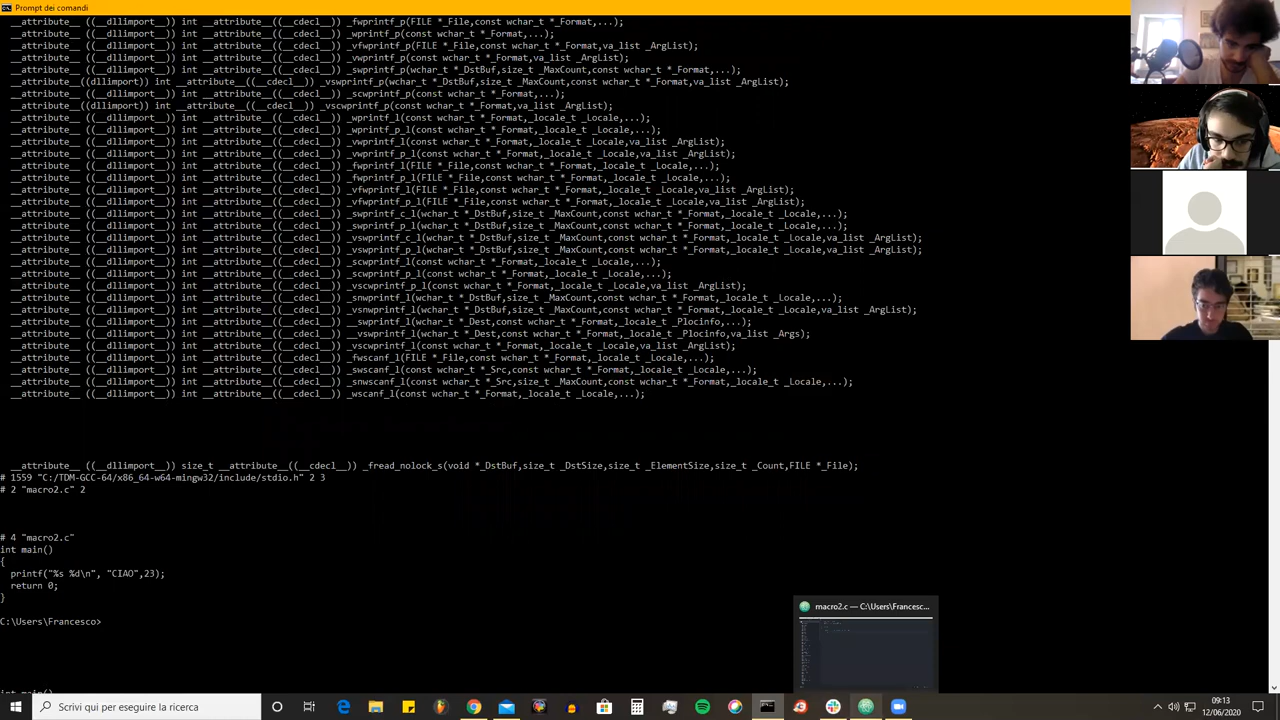 Prompt dei comandi
__attribute__ ((__dllimport__)) int __attribute__((__cdecl__)) _fwprintf_p(FILE *_File,const wchar_t *_Format,...);
__attribute__ ((__dllimport__)) int __attribute__((__cdecl__)) _wprintf_p(const wchar_t *_Format,...);
__attribute__ ((__dllimport__)) int __attribute__((__cdecl__)) _vfwprintf_p(FILE *_File,const wchar_t *_Format,va_list _ArgList);
__attribute__ ((__dllimport__)) int __attribute__((__cdecl__)) _vwprintf_p(const wchar_t *_Format,va_list _ArgList);
__attribute__ ((__dllimport__)) int __attribute__((__cdecl__)) _swprintf_p(wchar_t *_DstBuf,size_t _MaxCount,const wchar_t *_Format,...);
__attribute__((dllimport)) int __attribute__((__cdecl__)) _vswprintf_p(wchar_t *_DstBuf,size_t _MaxCount,const wchar_t *_Format,va_list _ArgList);
__attribute__ ((__dllimport__)) int __attribute__((__cdecl__)) _scwprintf_p(const wchar_t *_Format,...);
__attribute__((dllimport)) int __attribute__((__cdecl__)) _vscwprintf_p(const wchar_t *_Format,va_list _ArgList);
__attribute__ ((__dllimport__)) int __attribute__((__cdecl__)) _wprintf_l(const wchar_t *_Format,_locale_t _Locale,...);
__attribute__ ((__dllimport__)) int __attribute__((__cdecl__)) _wprintf_p_l(const wchar_t *_Format,_locale_t _Locale,...);
__attribute__ ((__dllimport__)) int __attribute__((__cdecl__)) _vwprintf_l(const wchar_t *_Format,_locale_t _Locale,va_list _ArgList);
__attribute__ ((__dllimport__)) int __attribute__((__cdecl__)) _vwprintf_p_l(const wchar_t *_Format,_locale_t _Locale,va_list _ArgList);
__attribute__ ((__dllimport__)) int __attribute__((__cdecl__)) _fwprintf_l(FILE *_File,const wchar_t *_Format,_locale_t _Locale,...);
__attribute__ ((__dllimport__)) int __attribute__((__cdecl__)) _fwprintf_p_l(FILE *_File,const wchar_t *_Format,_locale_t _Locale,...);
__attribute__ ((__dllimport__)) int __attribute__((__cdecl__)) _vfwprintf_l(FILE *_File,const wchar_t *_Format,_locale_t _Locale,va_list _ArgList);
__attribute__ ((__dllimport__)) int __attribute__((__cdecl__)) _vfwprintf_p_l(FILE *_File,const wchar_t *_Format,_locale_t _Locale,va_list _ArgList);
__attribute__ ((__dllimport__)) int __attribute__((__cdecl__)) _swprintf_c_l(wchar_t *_DstBuf,size_t _MaxCount,const wchar_t *_Format,_locale_t _Locale,...);
__attribute__ ((__dllimport__)) int __attribute__((__cdecl__)) _swprintf_p_l(wchar_t *_DstBuf,size_t _MaxCount,const wchar_t *_Format,_locale_t _Locale,...);
__attribute__ ((__dllimport__)) int __attribute__((__cdecl__)) _vswprintf_c_l(wchar_t *_DstBuf,size_t _MaxCount,const wchar_t *_Format,_locale_t _Locale,va_list _ArgList);
__attribute__ ((__dllimport__)) int __attribute__((__cdecl__)) _vswprintf_p_l(wchar_t *_DstBuf,size_t _MaxCount,const wchar_t *_Format,_locale_t _Locale,va_list _ArgList);
__attribute__ ((__dllimport__)) int __attribute__((__cdecl__)) _scwprintf_l(const wchar_t *_Format,_locale_t _Locale,...);
__attribute__ ((__dllimport__)) int __attribute__((__cdecl__)) _scwprintf_p_l(const wchar_t *_Format,_locale_t _Locale,...);
__attribute__ ((__dllimport__)) int __attribute__((__cdecl__)) _vscwprintf_p_l(const wchar_t *_Format,_locale_t _Locale,va_list _ArgList);
__attribute__ ((__dllimport__)) int __attribute__((__cdecl__)) _snwprintf_l(wchar_t *_DstBuf,size_t _MaxCount,const wchar_t *_Format,_locale_t _Locale,...);
__attribute__ ((__dllimport__)) int __attribute__((__cdecl__)) _vsnwprintf_l(wchar_t *_DstBuf,size_t _MaxCount,const wchar_t *_Format,_locale_t _Locale,va_list _ArgList);
__attribute__ ((__dllimport__)) int __attribute__((__cdecl__)) __swprintf_l(wchar_t *_Dest,const wchar_t *_Format,_locale_t _Plocinfo,...);
__attribute__ ((__dllimport__)) int __attribute__((__cdecl__)) __vswprintf_l(wchar_t *_Dest,const wchar_t *_Format,_locale_t _Plocinfo,va_list _Args);
__attribute__ ((__dllimport__)) int __attribute__((__cdecl__)) _vscwprintf_l(const wchar_t *_Format,_locale_t _Locale,va_list _ArgList);
__attribute__ ((__dllimport__)) int __attribute__((__cdecl__)) _fwscanf_l(FILE *_File,const wchar_t *_Format,_locale_t _Locale,...);
__attribute__ ((__dllimport__)) int __attribute__((__cdecl__)) _swscanf_l(const wchar_t *_Src,const wchar_t *_Format,_locale_t _Locale,...);
__attribute__ ((__dllimport__)) int __attribute__((__cdecl__)) _snwscanf_l(const wchar_t *_Src,size_t _MaxCount,const wchar_t *_Format,_locale_t _Locale,...);
__attribute__ ((__dllimport__)) int __attribute__((__cdecl__)) _wscanf_l(const wchar_t *_Format,_locale_t _Locale,...);
__attribute__ ((__dllimport__)) size_t __attribute__((__cdecl__)) _fread_nolock_s(void *_DstBuf,size_t _DstSize,size_t _ElementSize,size_t _Count,FILE *_File);
# 1559 "C:/TDM-GCC-64/x86_64-w64-mingw32/include/stdio.h" 2 3
# 2 "macro2.c" 2
# 4 "macro2.c"
int main()
{
printf("%s %d\n", "CIAO",23);
return 0;
}
macro2.c — C:\Users\Francesc...
C:\Users\Francesco>
int main()
Scrivi qui per eseguire la ricerca
09:13
12/06/2020